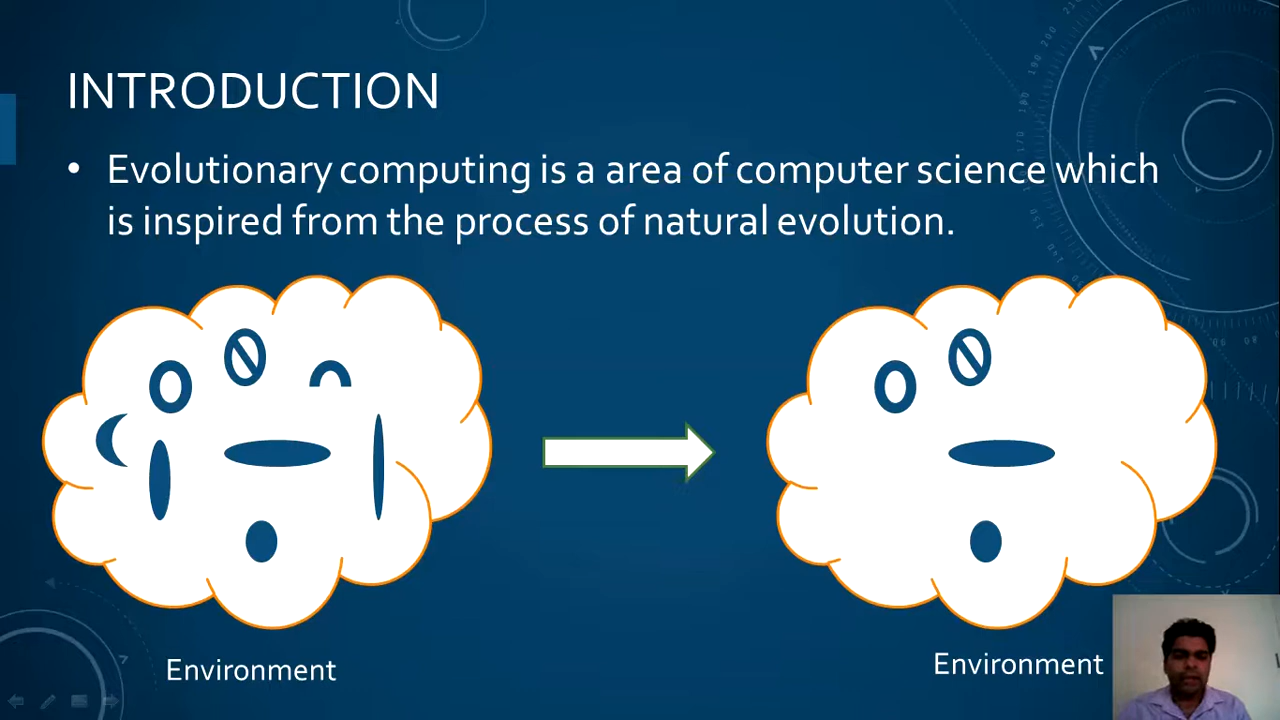 INTRODUCTION
• Evolutionary computing is a area of computer science which
is inspired from the process of natural evolution.
Environment
Environment